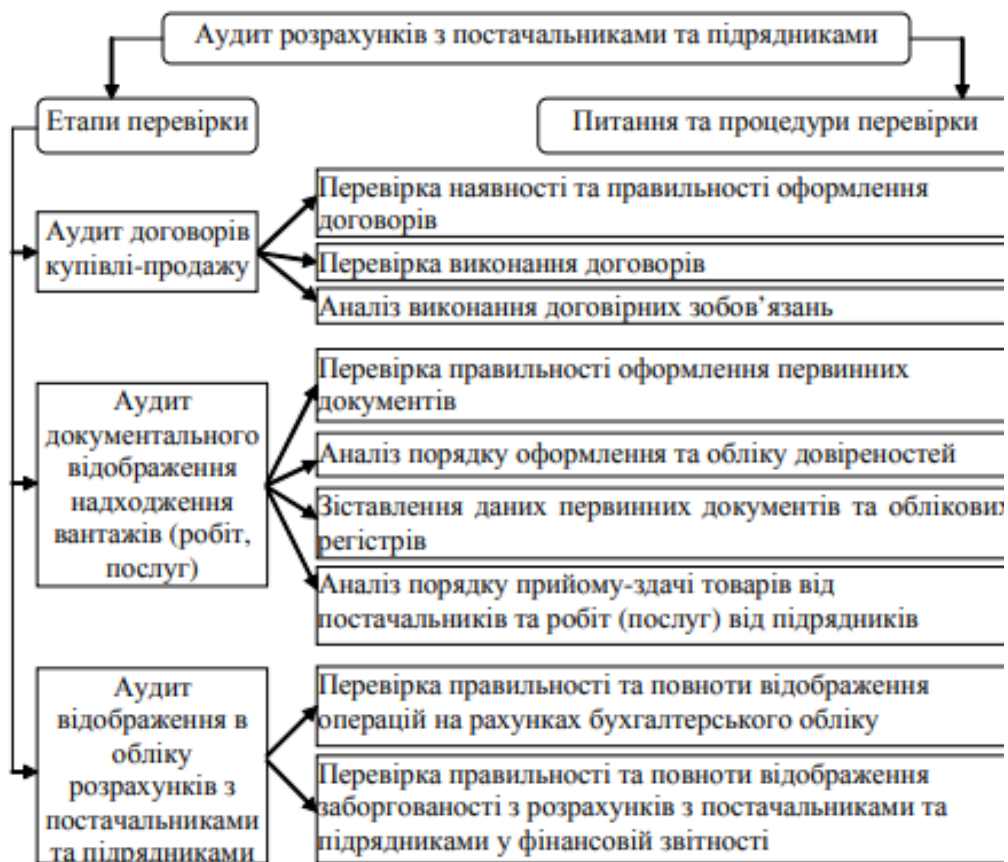 Аудит розрахунків з постачальниками та підрядниками
Етапи перевірки
Питання та процедури перевірки
Аудит договорів
купівлі-продажу
Перевірка наявності та правильності оформлення
договорів
Перевірка виконання договорів
Аналіз виконання договірних зобов’язань
Аудит
документального
відображення
надходження
вантажів (робіт,
послуг)
Перевірка правильності оформлення первинних
документів
Аналіз порядку оформлення та обліку довіреностей
Зіставлення даних первинних документів та облікових
регістрів
Аналіз порядку прийому-здачі товарів від
постачальників та робіт (послуг) від підрядників
Аудит
відображення в
обліку
розрахунків з
постачальниками
та підрядниками
Перевірка правильності та повноти відображення
операцій на рахунках бухгалтерського обліку
Перевірка правильності та повноти відображення
заборгованості з розрахунків з постачальниками та
підрядниками у фінансовій звітності